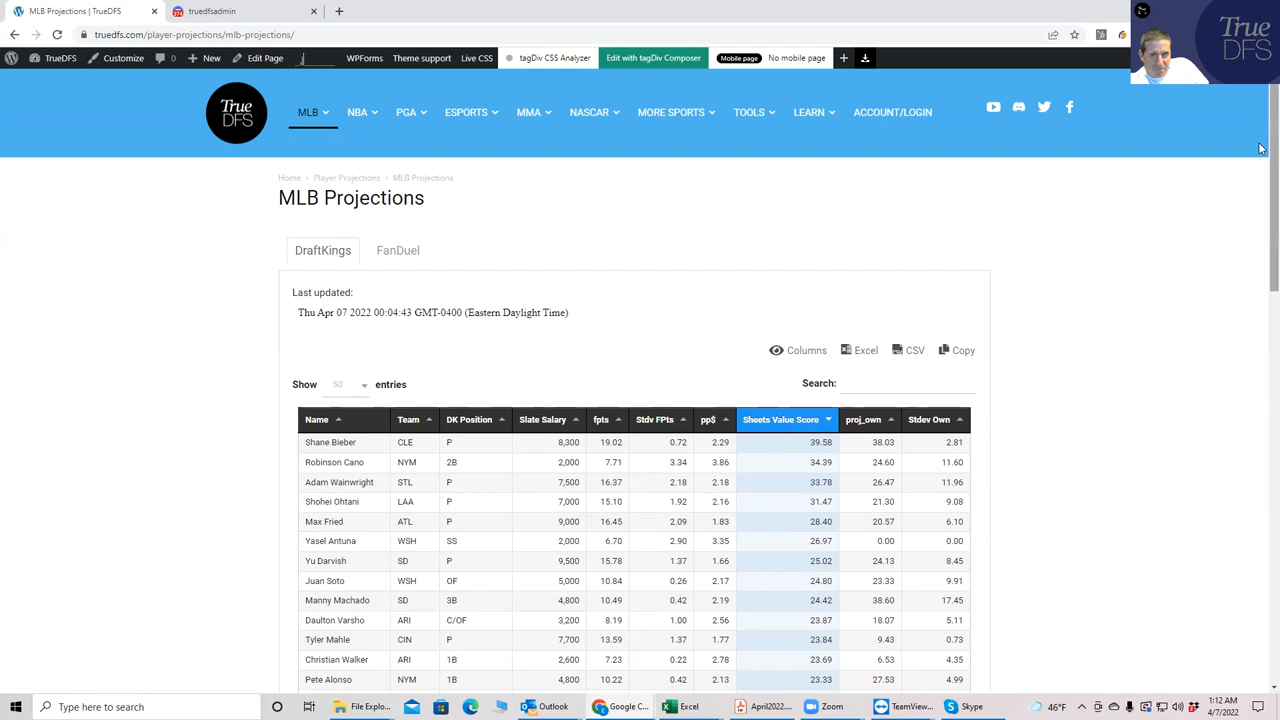 MLB Projections | TrueDFS
truedfsadmin
truedfs.com/player-projections/mlb-projections/
TrueDFS Customize 0 New Edit Page WPForms Theme support Live CSS tagDiv CSS Analyzer Edit with tagDiv Composer Mobile page No mobile page
True
DFS
True
DFS
MLB NBA PGA ESPORTS MMA NASCAR MORE SPORTS TOOLS LEARN ACCOUNT/LOGIN
Home › Player Projections › MLB Projections
MLB Projections
DraftKings FanDuel
Last updated:
Thu Apr 07 2022 00:04:43 GMT-0400 (Eastern Daylight Time)
Columns Excel CSV Copy
Show 50 entries Search:
Name Team DK Position Slate Salary fpts Stdv FPts pp$ Sheets Value Score proj_own Stdev Own
Shane Bieber CLE P 8,300 19.02 0.72 2.29 39.58 38.03 2.81
Robinson Cano NYM 2B 2,000 7.71 3.34 3.86 34.39 24.60 11.60
Adam Wainwright STL P 7,500 16.37 2.18 2.18 33.78 26.47 11.96
Shohei Ohtani LAA P 7,000 15.10 1.92 2.16 31.47 21.30 9.08
Max Fried ATL P 9,000 16.45 2.09 1.83 28.40 20.57 6.10
Yasel Antuna WSH SS 2,000 6.70 2.90 3.35 26.97 0.00 0.00
Yu Darvish SD P 9,500 15.78 1.37 1.66 25.02 24.13 8.45
Juan Soto WSH OF 5,000 10.84 0.26 2.17 24.80 23.33 9.91
Manny Machado SD 3B 4,800 10.49 0.42 2.19 24.42 38.60 17.45
Daulton Varsho ARI C/OF 3,200 8.19 1.00 2.56 23.87 18.07 5.11
Tyler Mahle CIN P 7,700 13.59 1.37 1.77 23.84 9.43 0.73
Christian Walker ARI 1B 2,600 7.23 0.22 2.78 23.69 6.53 4.35
Pete Alonso NYM 1B 4,800 10.22 0.42 2.13 23.33 27.53 4.99
Type here to search File Explo... Outlook Google C... Excel April2022.... Zoom TeamView... Skype 46°F 1:12 AM
4/7/2022